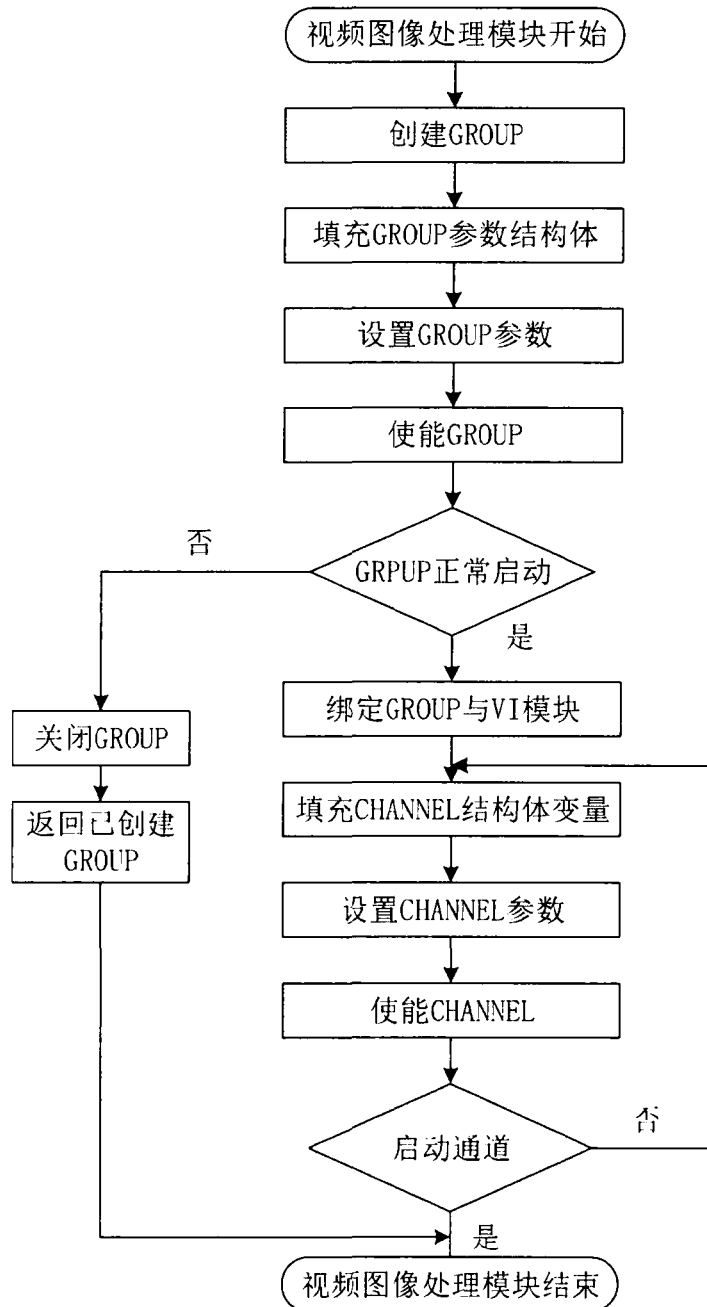 视频图像处理模块开始
创建GROUP
填充GROUP参数结构体
设置GROUP参数
使能GROUP
否
GRPUP正常启动
是
绑定GROUP与VI模块
关闭GROUP
填充CHANNEL结构体变量
返回已创建
GROUP
设置CHANNEL参数
使能CHANNEL
否
启动通道
是
视频图像处理模块结束